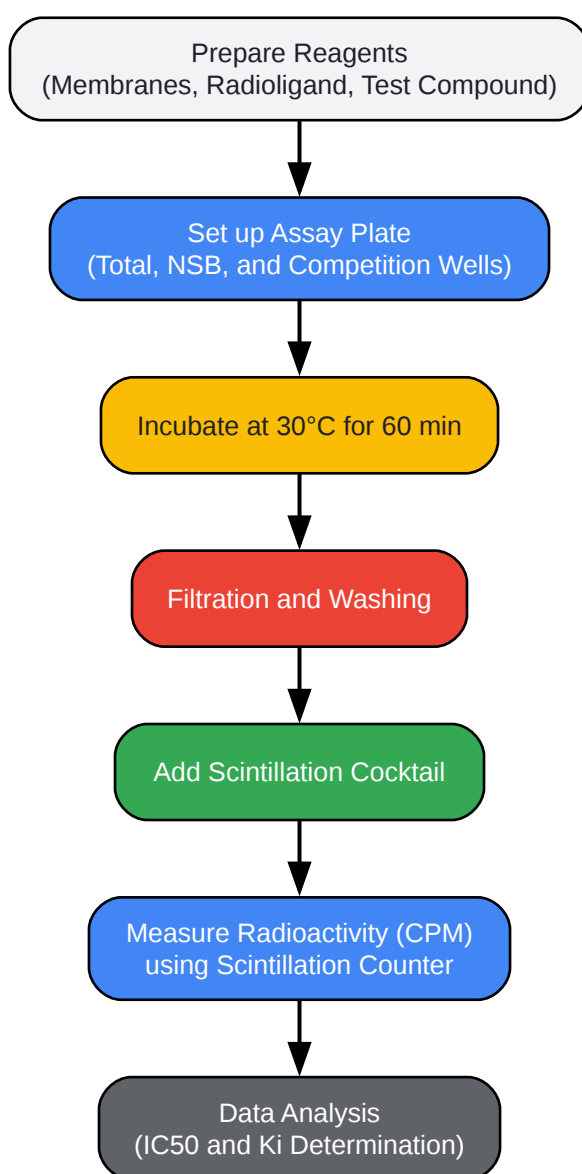 Prepare Reagents
(Membranes, Radioligand, Test Compound)
Set up Assay Plate
(Total, NSB, and Competition Wells)
Incubate at 30°C for 60 min
Filtration and Washing
Add Scintillation Cocktail
Measure Radioactivity (CPM)
using Scintillation Counter
Data Analysis
(IC50 and Ki Determination)